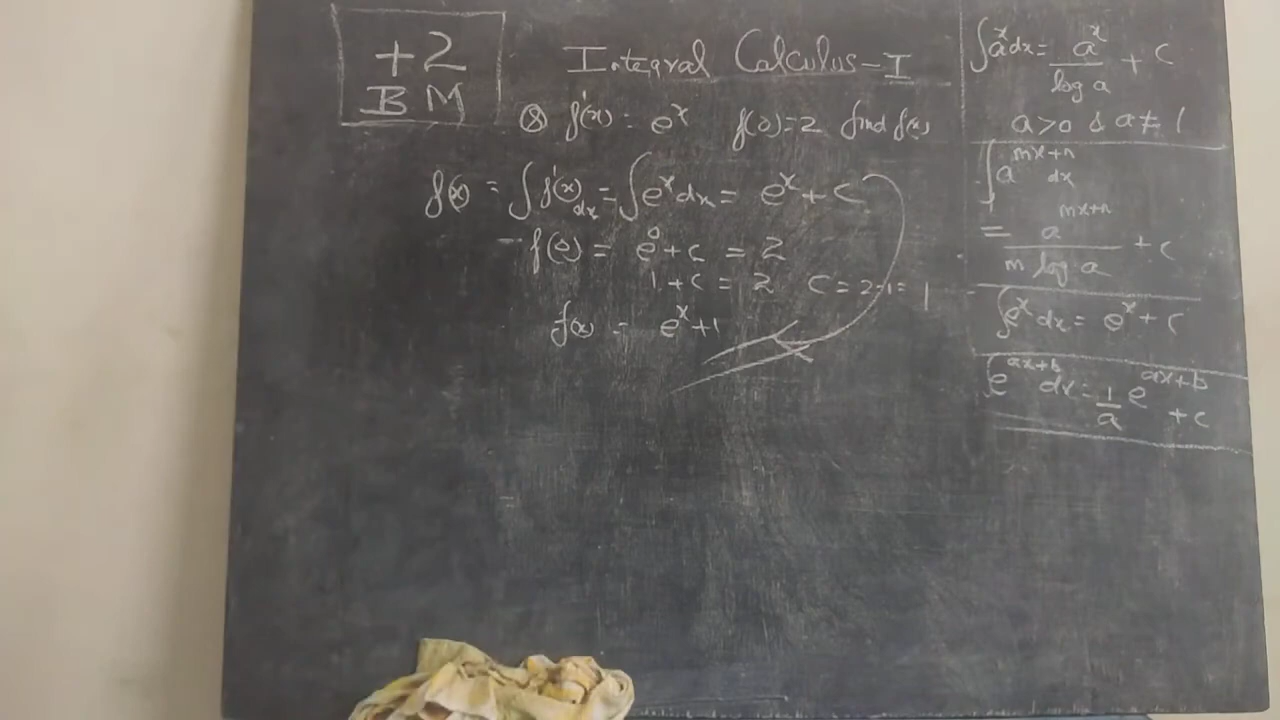 +2
BM
Integral Calculus-I
⊗ f'(x) = e^x f(0)=2 find f(x)
f(x) = ∫f'(x)dx = ∫e^x dx = e^x + C
f(0) = e^0 + c = 2
1 + c = 2 C = 2-1 = 1
f(x) = e^x+1
∫a^x dx = a^x/log a + c
a>0 & a≠1
∫a^(mx+n) dx
= a^(mx+n)/(m log a) + c
∫e^x dx = e^x + c
∫e^(ax+b) dx = 1/a e^(ax+b) + c